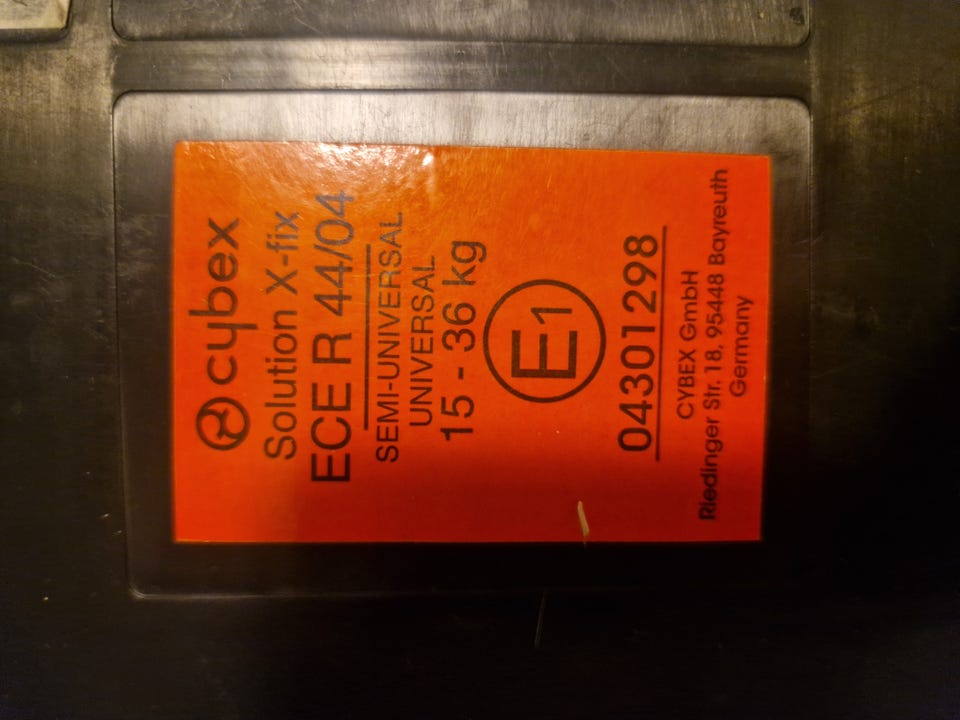 cybex
Solution X-fix
ECE R 44/04
SEMI-UNIVERSAL
UNIVERSAL
15 - 36 kg
E1
04301298
CYBEX GmbH
Riedinger Str. 18, 95448 Bayreuth
Germany